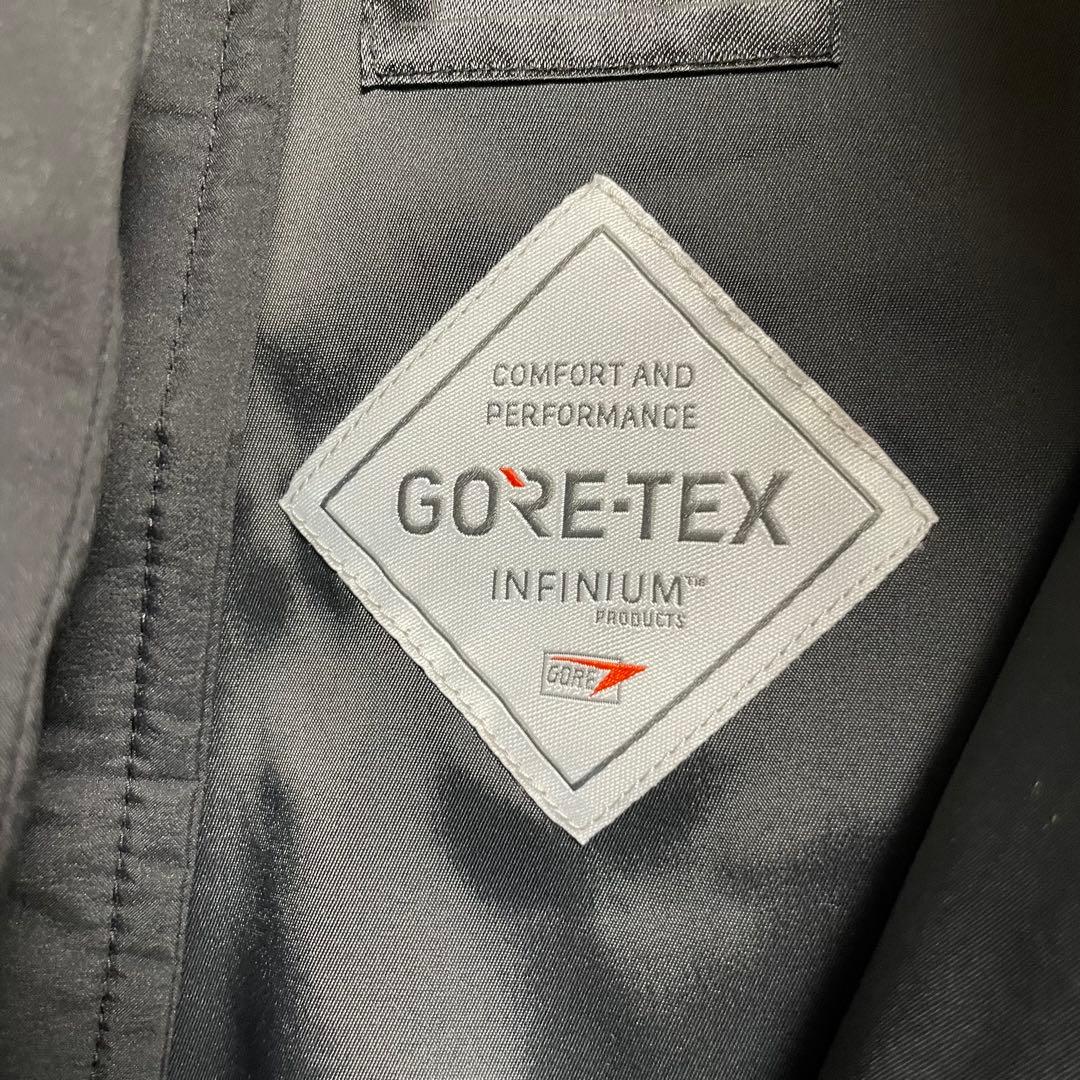 COMFORT AND
PERFORMANCE
GORE-TEX
INFINIUM™
PRODUCTS
GORE